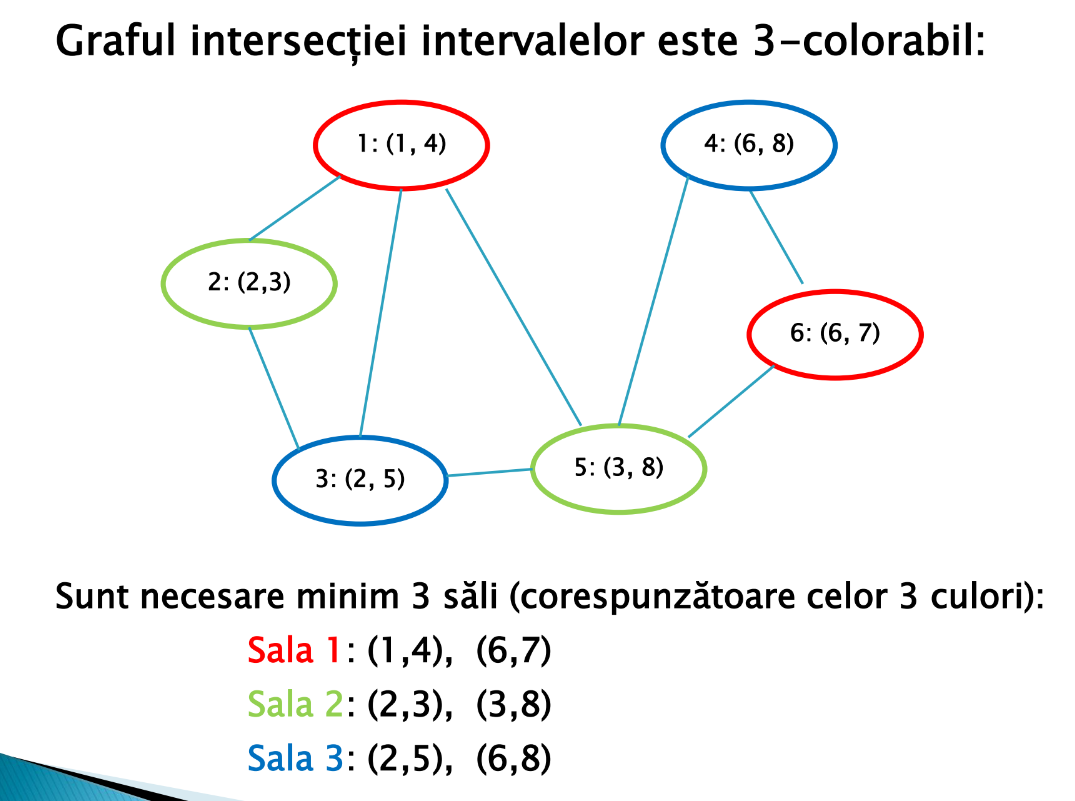 Graful intersecției intervalelor este 3-colorabil:
1: (1, 4)
4: (6, 8)
2: (2,3)
6: (6, 7)
5: (3, 8)
3: (2, 5)
Sunt necesare minim 3 săli (corespunzătoare celor 3 culori):
Sala 1: (1,4), (6,7)
Sala 2: (2,3), (3,8)
Sala 3: (2,5), (6,8)